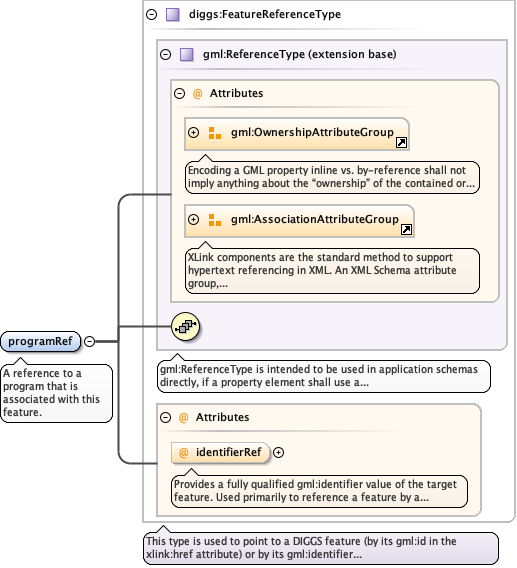 diggs:FeatureReferenceType
gml:ReferenceType (extension base)
@ Attributes
gml:OwnershipAttributeGroup
Encoding a GML property inline vs. by-reference shall not
imply anything about the “ownership” of the contained or...
gml:AssociationAttributeGroup
XLink components are the standard method to support
hypertext referencing in XML. An XML Schema attribute
group,...
programRef
A reference to a
program that is
associated with this
feature.
gml:ReferenceType is intended to be used in application schemas
directly, if a property element shall use a...
@ Attributes
@ identifierRef
Provides a fully qualified gml:identifier value of the target
feature. Used primarily to reference a feature by a...
This type is used to point to a DIGGS feature (by its gml:id in the
xlink:href attribute) or by its gml:identifier...